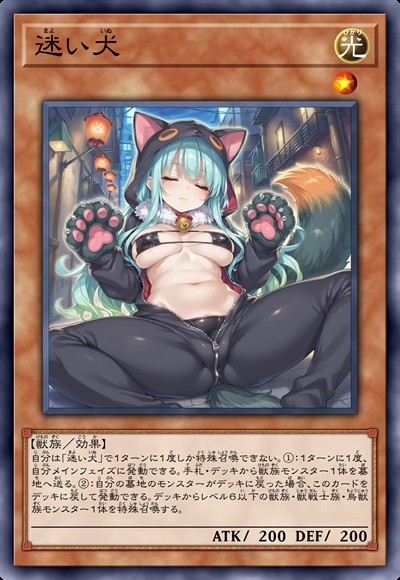 迷い犬
光
【獣族／効果】
自分は「迷い犬」で1ターンに1度しか特殊召喚できない。①：1ターンに1度、
自分メインフェイズに発動できる。手札・デッキから獣族モンスター1体を墓
地へ送る。②：自分の墓地のモンスターがデッキに戻った場合、このカードを
デッキに戻して発動できる。デッキからレベル6以下の獣族・獣戦士族・鳥獣
族モンスター1体を特殊召喚する。
ATK/ 200 DEF/ 200